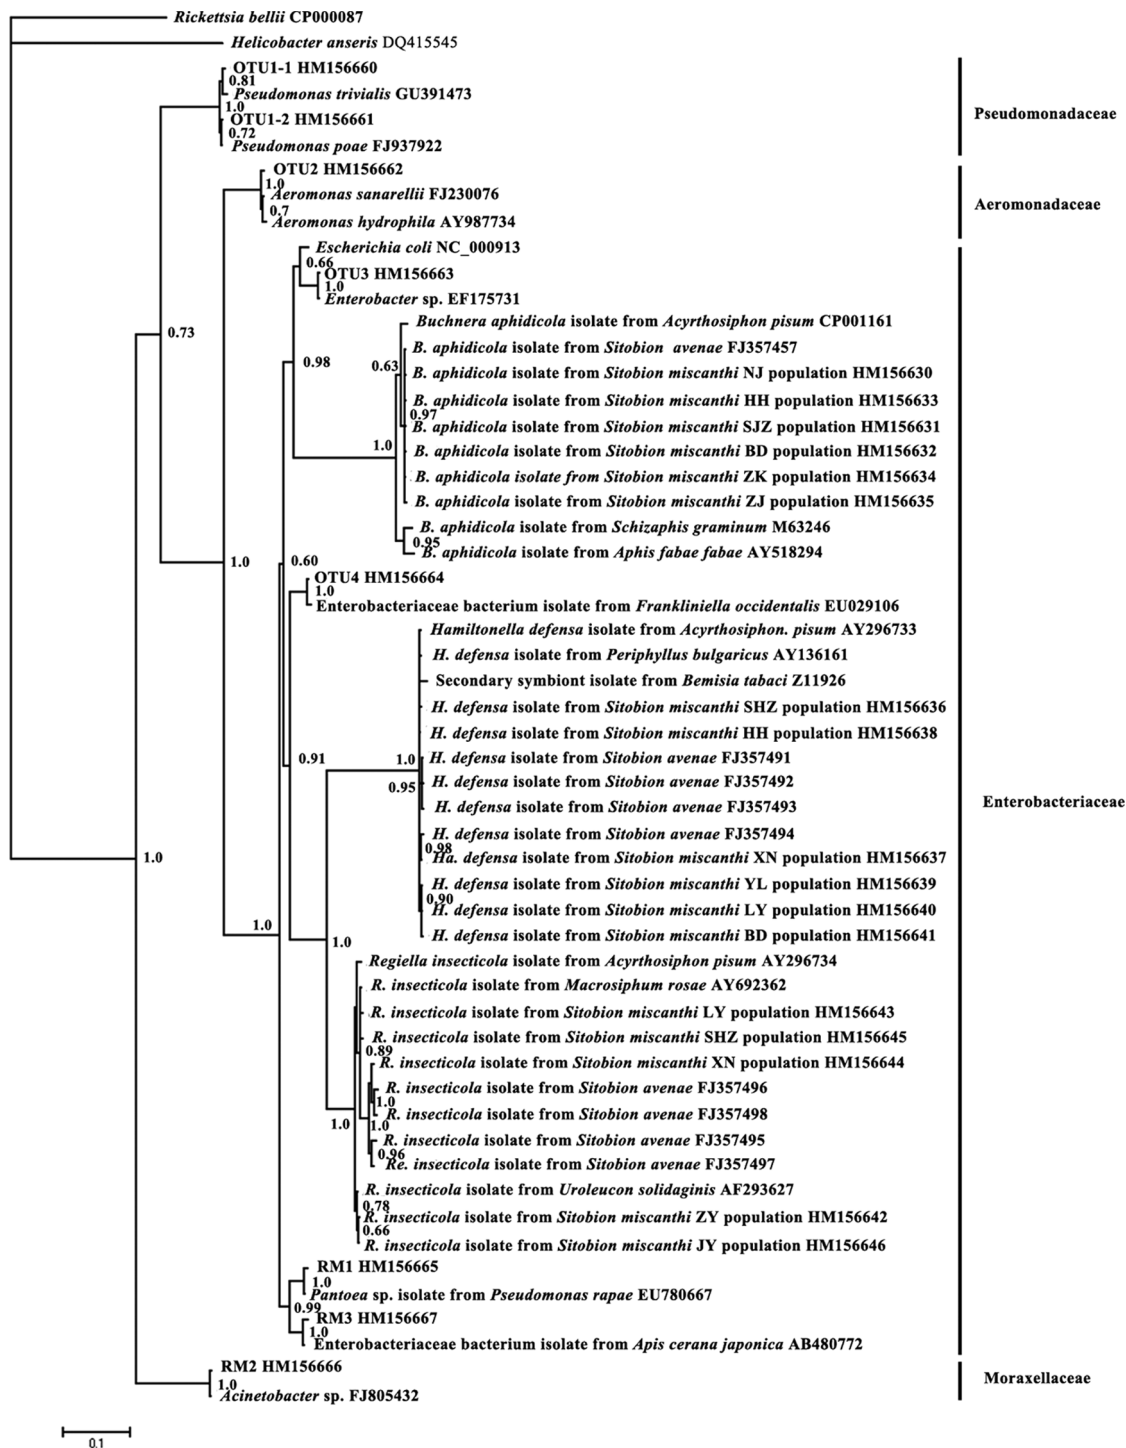 Rickettsia bellii CP000087
Helicobacter anseris DQ415545
OTU1-1 HM156660
0.81
Pseudomonas trivialis GU391473
1.0
Pseudomonadaceae
OTU1-2 HM156661
0.72
Pseudomonas poae FJ937922
OTU2 HM156662
1.0
Aeromonas sanarellii FJ230076
Aeromonadaceae
0.7
Aeromonas hydrophila AY987734
Escherichia coli NC_000913
0.66
OTU3 HM156663
1.0
Enterobacter sp. EF175731
Buchnera aphidicola isolate from Acyrthosiphon pisum CP001161
0.73
B. aphidicola isolate from Sitobion avenae FJ357457
0.98
0.63
B. aphidicola isolate from Sitobion miscanthi NJ population HM156630
B. aphidicola isolate from Sitobion miscanthi HH population HM156633
0.97
B. aphidicola isolate from Sitobion miscanthi SJZ population HM156631
1.0
B. aphidicola isolate from Sitobion miscanthi BD population HM156632
B. aphidicola isolate from Sitobion miscanthi ZK population HM156634
B. aphidicola isolate from Sitobion miscanthi ZJ population HM156635
B. aphidicola isolate from Schizaphis graminum M63246
0.95
B. aphidicola isolate from Aphis fabae fabae AY518294
1.0
0.60
OTU4 HM156664
1.0
Enterobacteriaceae bacterium isolate from Frankliniella occidentalis EU029106
Hamiltonella defensa isolate from Acyrthosiphon. pisum AY296733
H. defensa isolate from Periphyllus bulgaricus AY136161
Secondary symbiont isolate from Bemisia tabaci Z11926
H. defensa isolate from Sitobion miscanthi SHZ population HM156636
H. defensa isolate from Sitobion miscanthi HH population HM156638
0.91
1.0
H. defensa isolate from Sitobion avenae FJ357491
0.95
H. defensa isolate from Sitobion avenae FJ357492
Enterobacteriaceae
H. defensa isolate from Sitobion avenae FJ357493
H. defensa isolate from Sitobion avenae FJ357494
0.98
1.0
Ha. defensa isolate from Sitobion miscanthi XN population HM156637
H. defensa isolate from Sitobion miscanthi YL population HM156639
0.90
H. defensa isolate from Sitobion miscanthi LY population HM156640
1.0
H. defensa isolate from Sitobion miscanthi BD population HM156641
1.0
Regiella insecticola isolate from Acyrthosiphon pisum AY296734
R. insecticola isolate from Macrosiphum rosae AY692362
R. insecticola isolate from Sitobion miscanthi LY population HM156643
R. insecticola isolate from Sitobion miscanthi SHZ population HM156645
0.89
R. insecticola isolate from Sitobion miscanthi XN population HM156644
R. insecticola isolate from Sitobion avenae FJ357496
1.0
R. insecticola isolate from Sitobion avenae FJ357498
1.0
1.0
R. insecticola isolate from Sitobion avenae FJ357495
0.96
Re. insecticola isolate from Sitobion avenae FJ357497
R. insecticola isolate from Uroleucon solidaginis AF293627
0.78
R. insecticola isolate from Sitobion miscanthi ZY population HM156642
0.66
R. insecticola isolate from Sitobion miscanthi JY population HM156646
RM1 HM156665
1.0
Pantoea sp. isolate from Pseudomonas rapae EU780667
0.99
RM3 HM156667
1.0
Enterobacteriaceae bacterium isolate from Apis cerana japonica AB480772
RM2 HM156666
Moraxellaceae
1.0
Acinetobacter sp. FJ805432
0.1